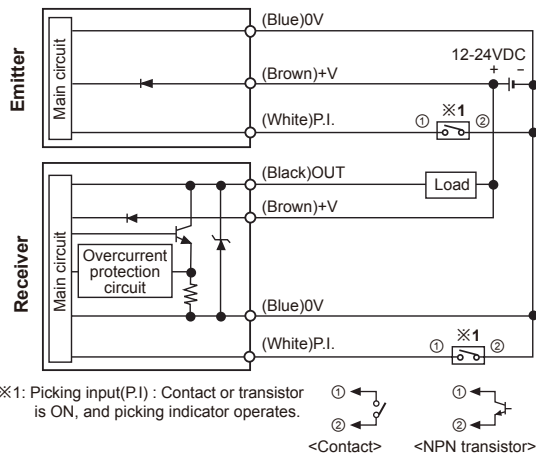 Emitter
Main circuit
(Blue)0V
12-24VDC
+ −
(Brown)+V
※1
(White)P.I.
① ②
Receiver
Main circuit
(Black)OUT
Load
(Brown)+V
Overcurrent
protection
circuit
(Blue)0V
※1
(White)P.I.
① ②
※1: Picking input(P.I) : Contact or transistor
is ON, and picking indicator operates.
① ①
② ②
<Contact> <NPN transistor>